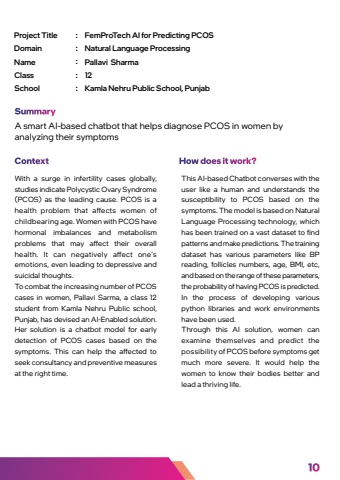 Project Title : FemProTech AI for Predicting PCOS
Domain : Natural Language Processing
Name : Pallavi Sharma
Class : 12
School : Kamla Nehru Public School, Punjab
Summary
A smart AI-based chatbot that helps diagnose PCOS in women by
analyzing their symptoms
Context
With a surge in infertility cases globally,
studies indicate Polycystic Ovary Syndrome
(PCOS) as the leading cause. PCOS is a
health problem that affects women of
childbearing age. Women with PCOS have
hormonal imbalances and metabolism
problems that may affect their overall
health. It can negatively affect one's
emotions, even leading to depressive and
suicidal thoughts.
To combat the increasing number of PCOS
cases in women, Pallavi Sarma, a class 12
student from Kamla Nehru Public school,
Punjab, has devised an AI-Enabled solution.
Her solution is a chatbot model for early
detection of PCOS cases based on the
symptoms. This can help the affected to
seek consultancy and preventive measures
at the right time.
How does it work?
This AI-based Chatbot converses with the
user like a human and understands the
susceptibility to PCOS based on the
symptoms. The model is based on Natural
Language Processing technology, which
has been trained on a vast dataset to find
patterns and make predictions. The training
dataset has various parameters like BP
reading, follicles numbers, age, BMI, etc,
and based on the range of these parameters,
the probability of having PCOS is predicted.
In the process of developing various
python libraries and work environments
have been used.
Through this AI solution, women can
examine themselves and predict the
possibility of PCOS before symptoms get
much more severe. It would help the
women to know their bodies better and
lead a thriving life.
10